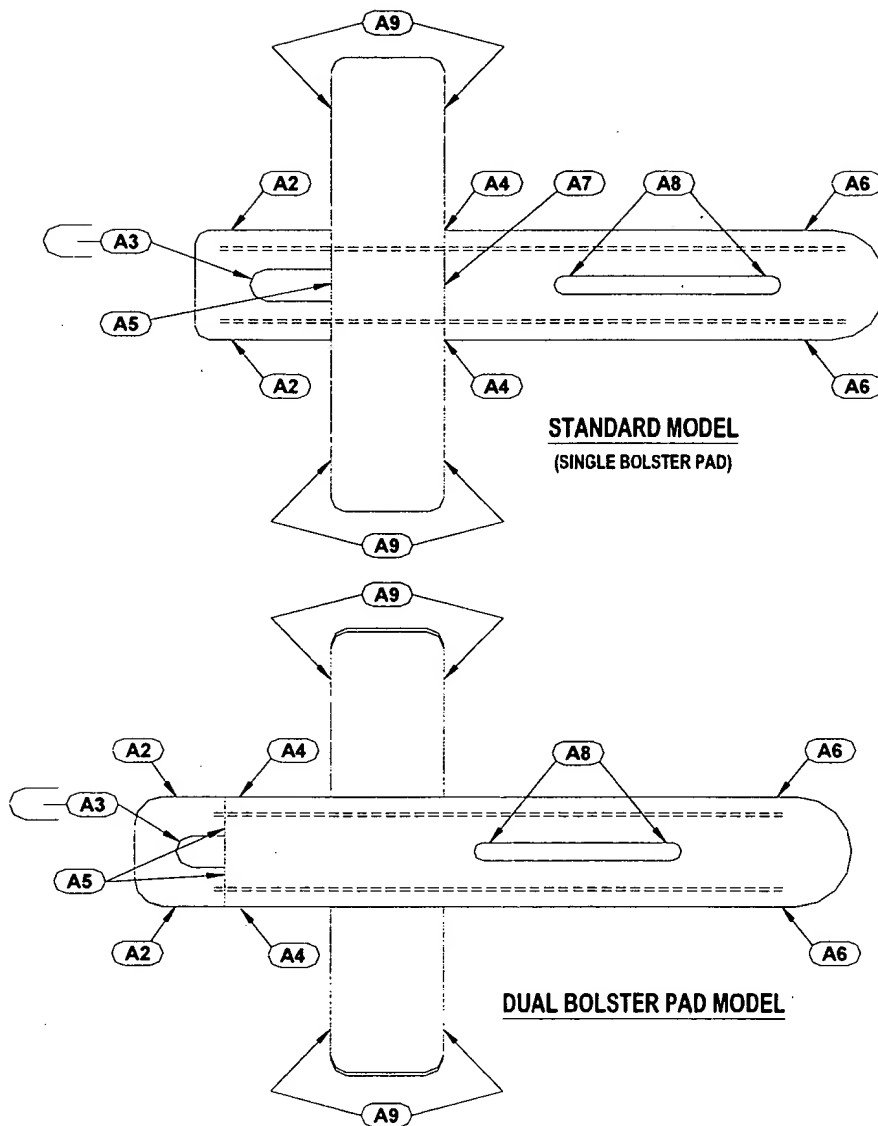 A9
A2 A4 A7 A8 A6
A3
A5
A2 A4 A6
STANDARD MODEL
(SINGLE BOLSTER PAD)
A9
A9
A2 A4 A8 A6
A3
A5
A2 A4 A6
DUAL BOLSTER PAD MODEL
A9